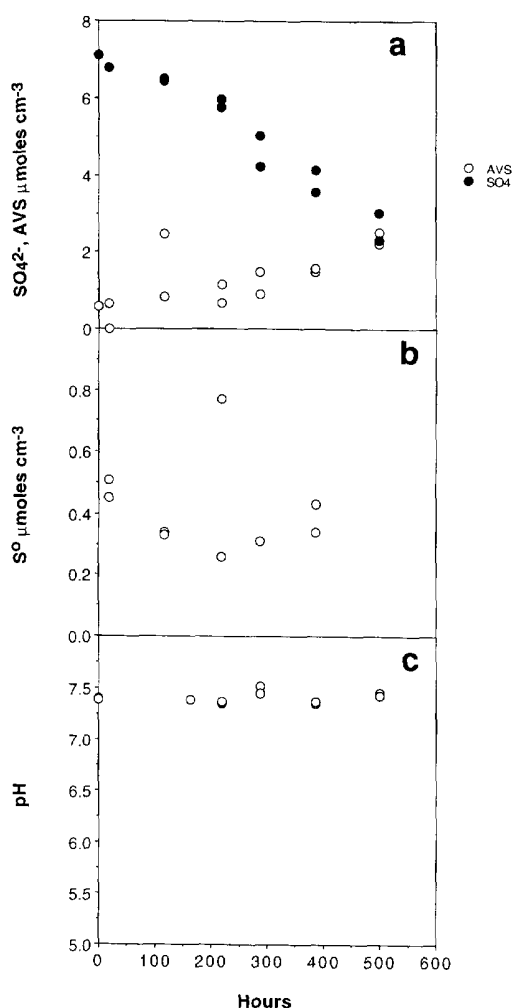 a
8
6
4
2
0
SO4²⁻, AVS μmoles cm⁻³
○ AVS
● SO4
b
0.8
0.6
0.4
0.2
0.0
S⁰ μmoles cm⁻³
c
7.5
7.0
6.5
6.0
5.5
5.0
pH
0 100 200 300 400 500 600
Hours